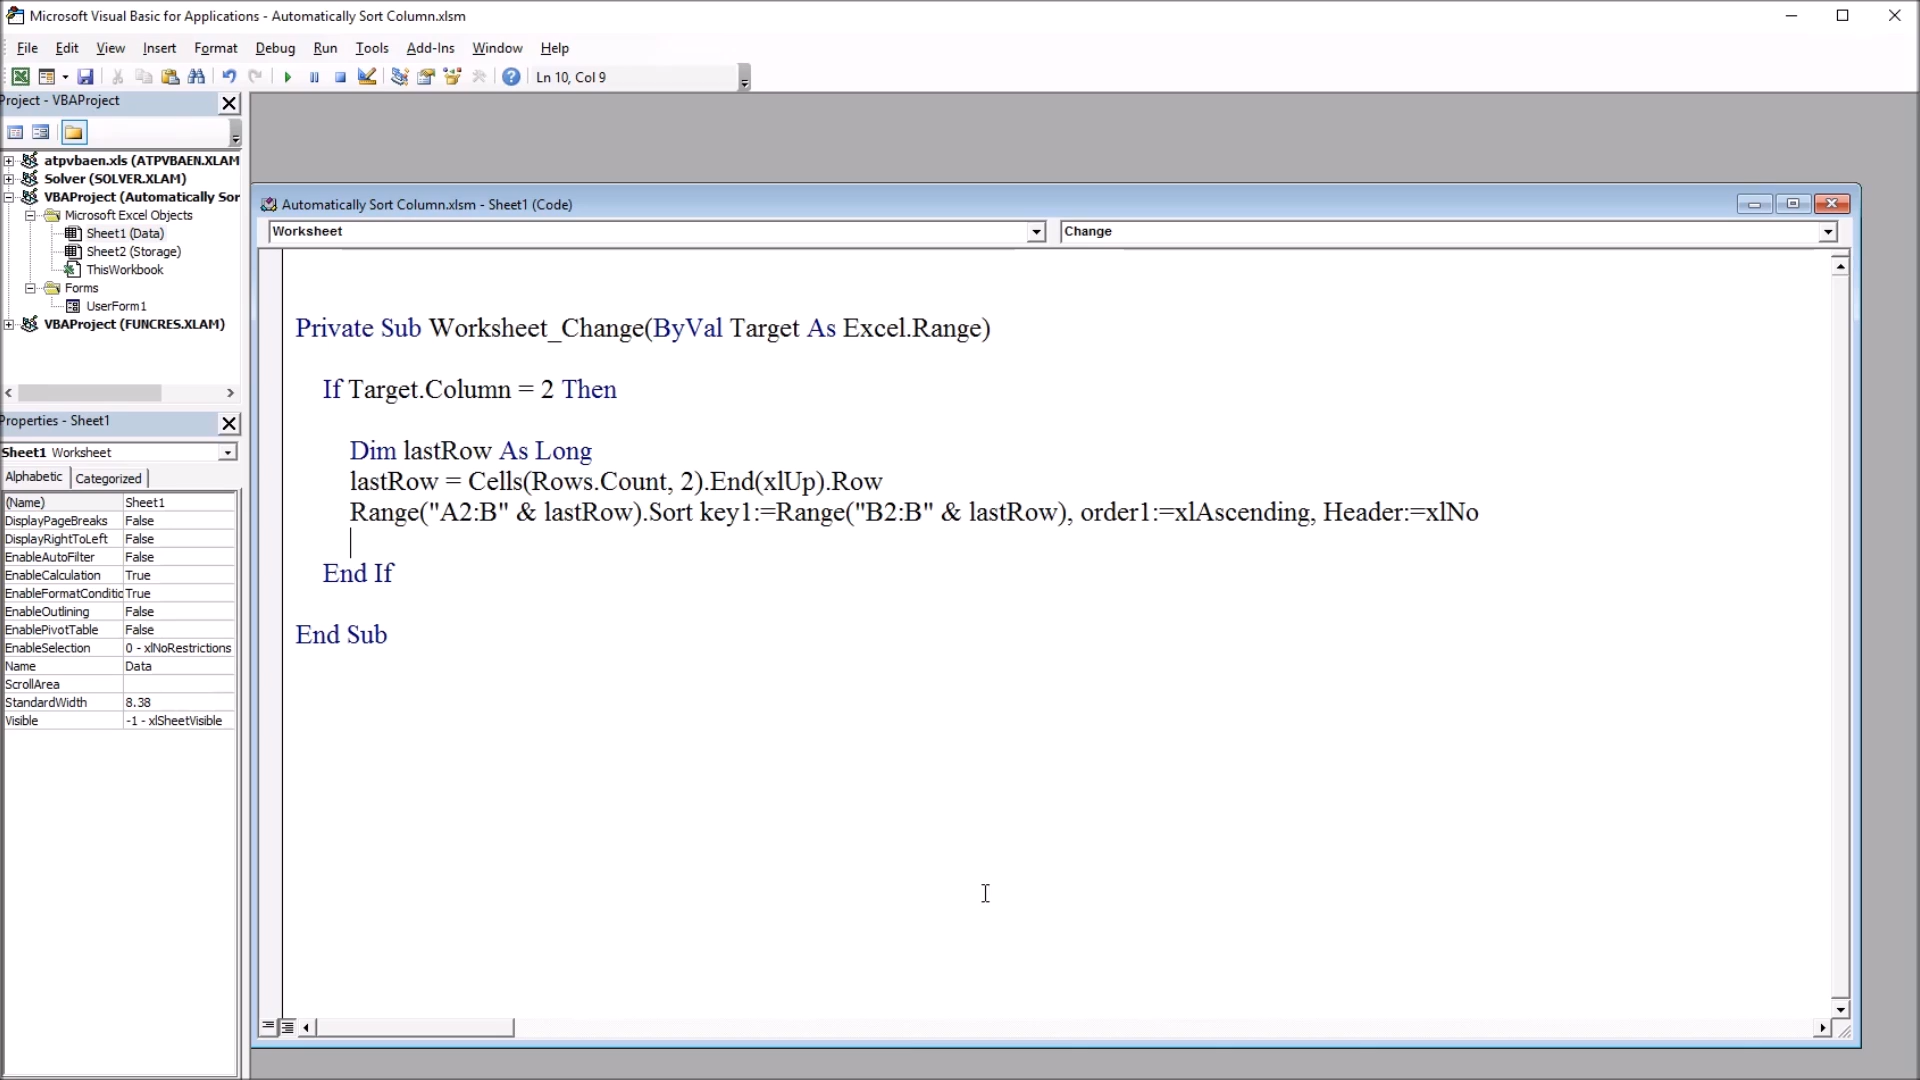 Microsoft Visual Basic for Applications - Automatically Sort Column.xlsm
File Edit View Insert Format Debug Run Tools Add-Ins Window Help
Ln 10, Col 9
Project - VBAProject
atpvbaen.xls (ATPVBAEN.XLAM
Solver (SOLVER.XLAM)
VBAProject (Automatically Sor
Microsoft Excel Objects
Sheet1 (Data)
Sheet2 (Storage)
ThisWorkbook
Forms
UserForm1
VBAProject (FUNCRES.XLAM)
Properties - Sheet1
Sheet1 Worksheet
Alphabetic Categorized
(Name) Sheet1
DisplayPageBreaks False
DisplayRightToLeft False
EnableAutoFilter False
EnableCalculation True
EnableFormatConditic True
EnableOutlining False
EnablePivotTable False
EnableSelection 0 - xlNoRestrictions
Name Data
ScrollArea
StandardWidth 8.38
Visible -1 - xlSheetVisible
Automatically Sort Column.xlsm - Sheet1 (Code)
Worksheet Change
Private Sub Worksheet_Change(ByVal Target As Excel.Range)
If Target.Column = 2 Then
Dim lastRow As Long
lastRow = Cells(Rows.Count, 2).End(xlUp).Row
Range("A2:B" & lastRow).Sort key1:=Range("B2:B" & lastRow), order1:=xlAscending, Header:=xlNo
End If
End Sub